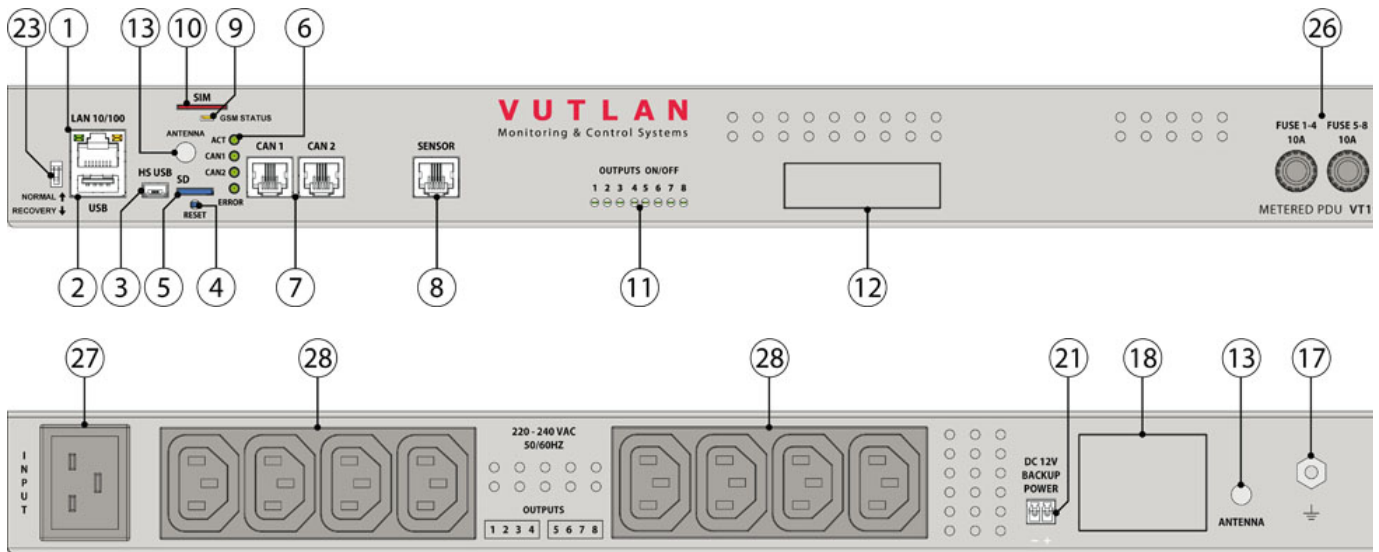 23 1 13 10 9 6 26
SIM
LAN 10/100
GSM STATUS
ANTENNA
ACT
CAN1
CAN2
ERROR
CAN 1 CAN 2
SENSOR
VUTLAN
Monitoring & Control Systems
OUTPUTS ON/OFF
1 2 3 4 5 6 7 8
FUSE 1-4 FUSE 5-8
10A 10A
HS USB
SD
NORMAL ↑
RECOVERY ↓
USB
RESET
METERED PDU VT1
2 3 5 4 7 8 11 12
27 28 28 21 18 13 17
INPUT
220 - 240 VAC
50/60HZ
OUTPUTS
1 2 3 4 5 6 7 8
DC 12V
BACKUP
POWER
- +
ANTENNA